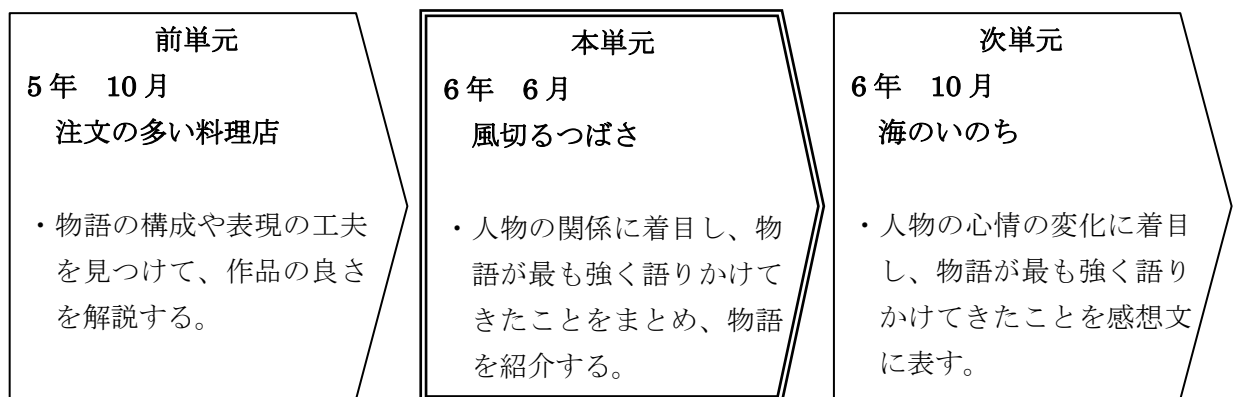 前単元
5年 10月
注文の多い料理店
・物語の構成や表現の工夫
を見つけて、作品の良さ
を解説する。
本単元
6年 6月
風切るつばさ
・人物の関係に着目し、物
語が最も強く語りかけて
きたことをまとめ、物語
を紹介する。
次単元
6年 10月
海のいのち
・人物の心情の変化に着目
し、物語が最も強く語り
かけてきたことを感想文
に表す。